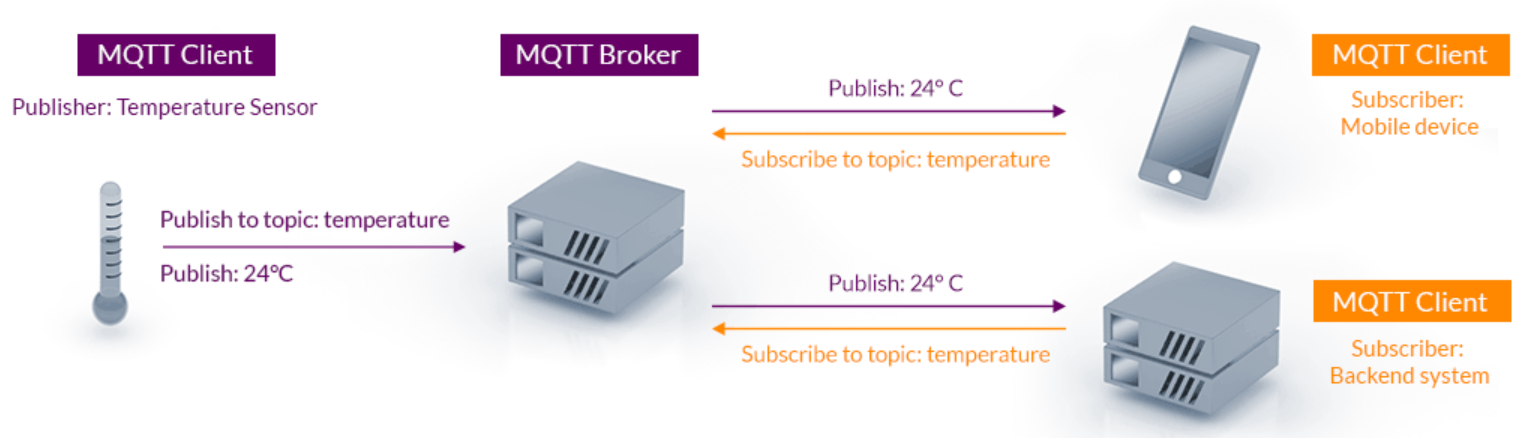 MQTT Client
Publisher: Temperature Sensor
Publish to topic: temperature
Publish: 24°C
MQTT Broker
Publish: 24° C
Subscribe to topic: temperature
Publish: 24° C
Subscribe to topic: temperature
MQTT Client
Subscriber:
Mobile device
MQTT Client
Subscriber:
Backend system